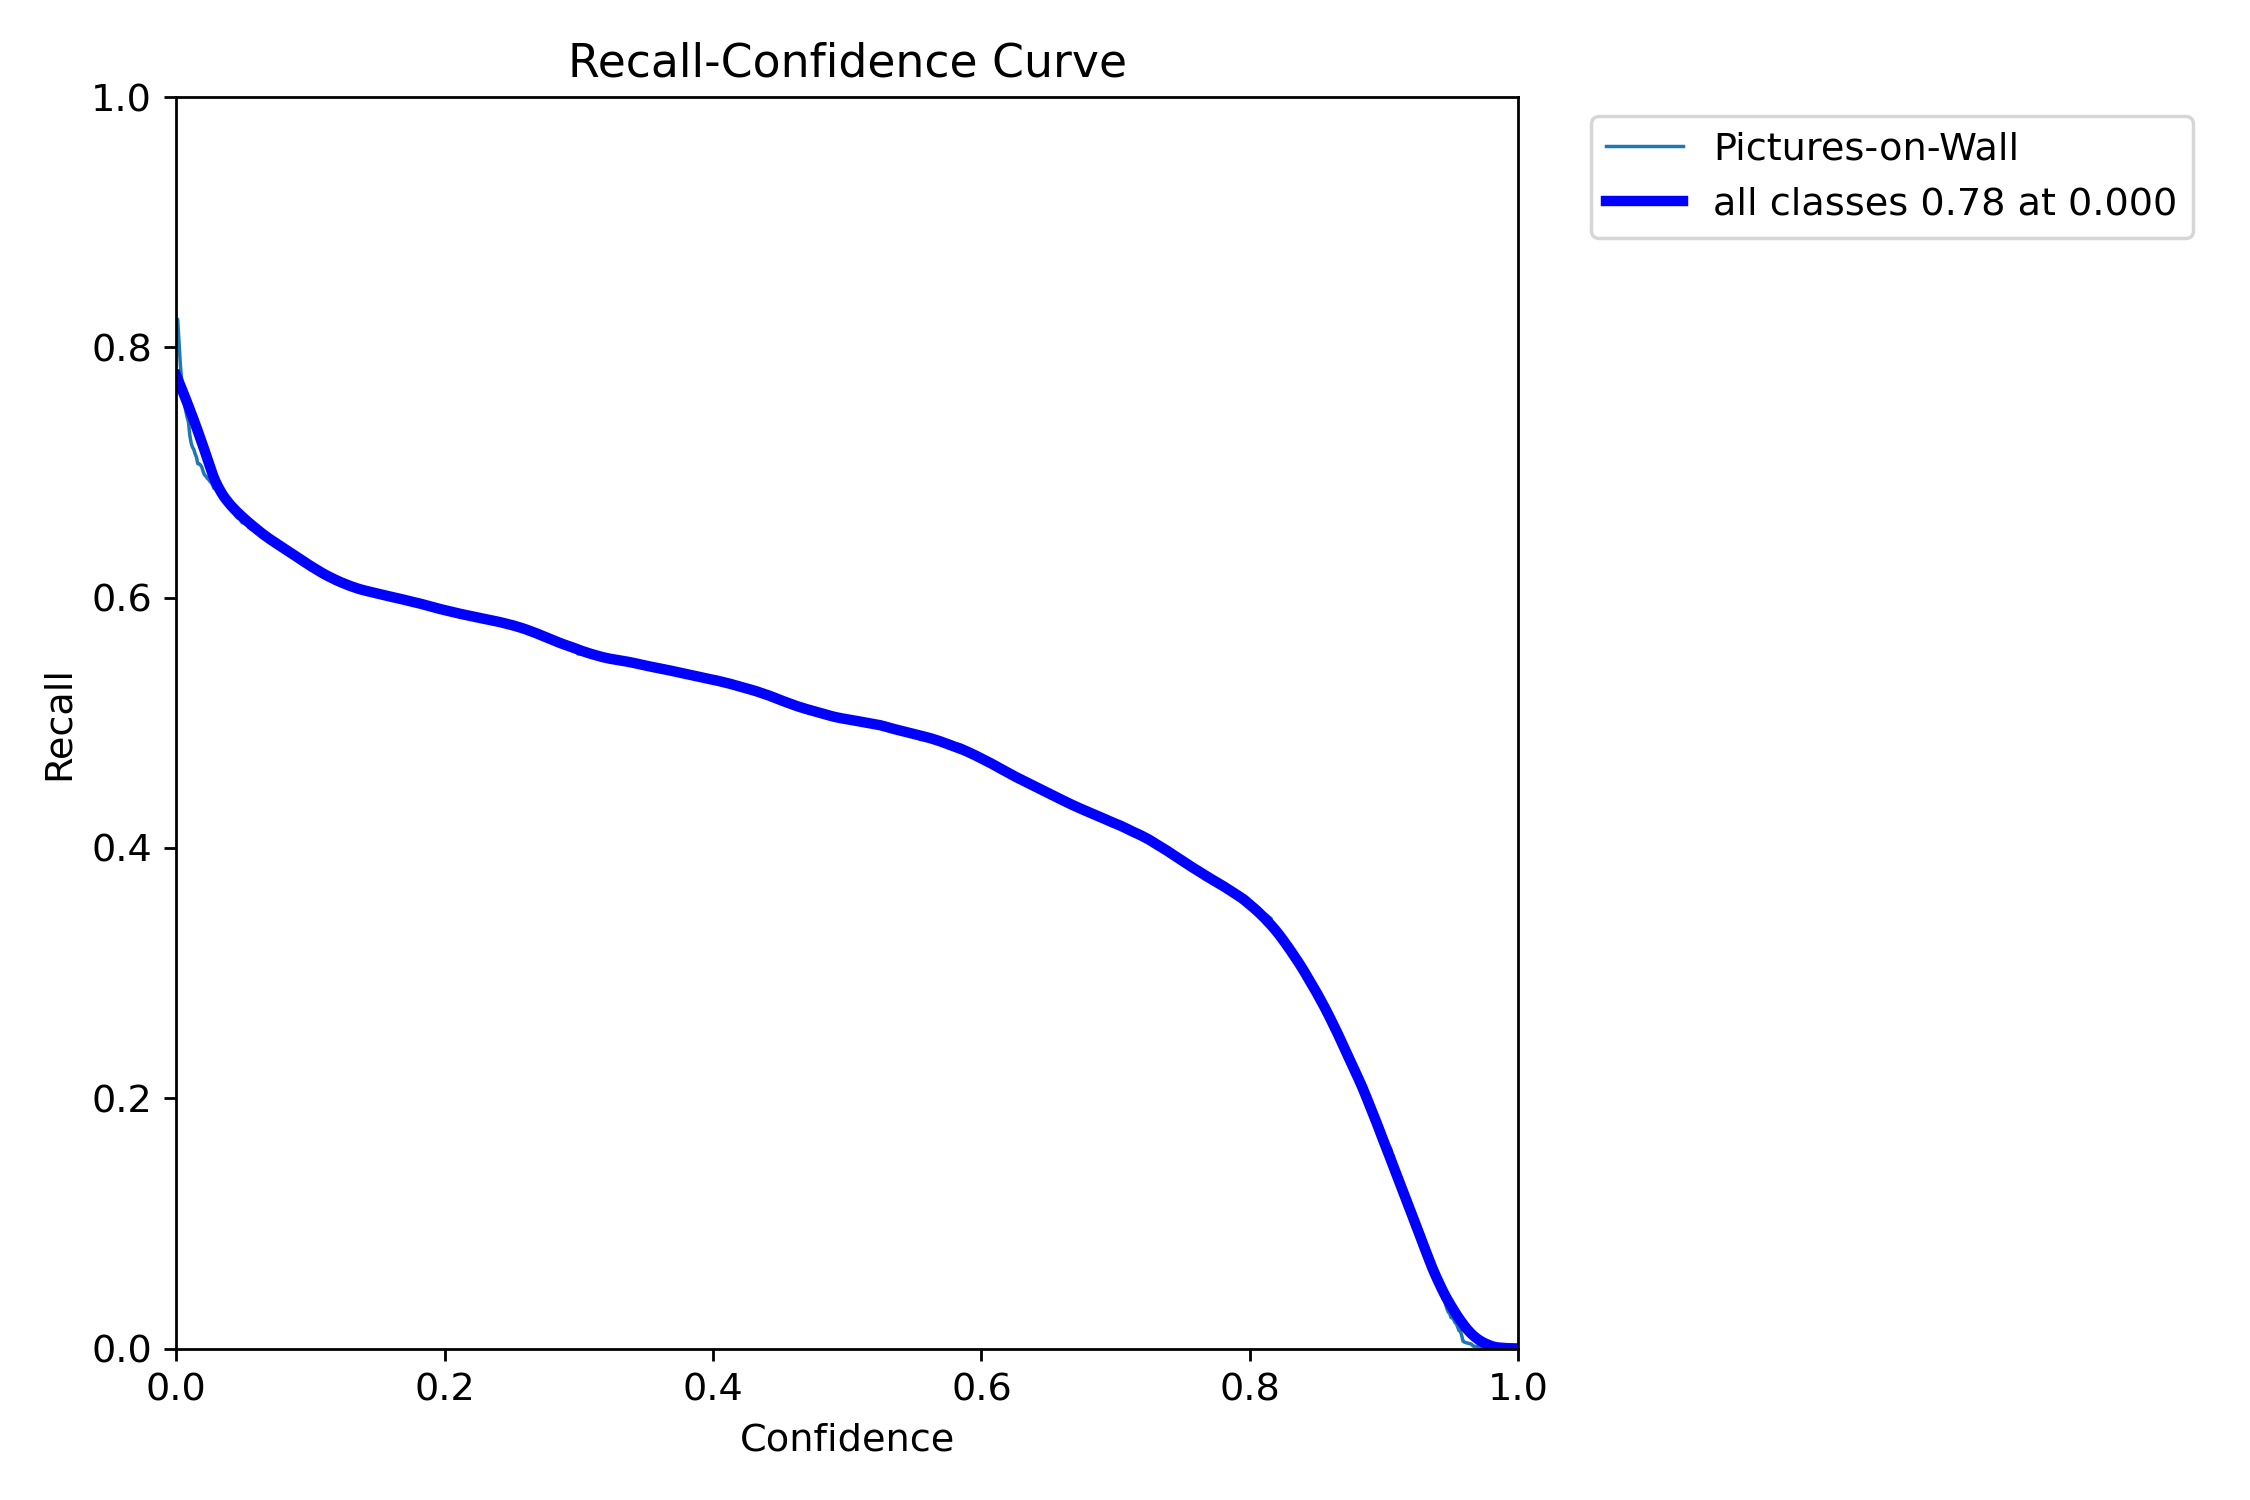 Recall-Confidence Curve
1.0
0.8
0.6
0.4
0.2
0.0
Recall
0.0 0.2 0.4 0.6 0.8 1.0
Confidence
Pictures-on-Wall
all classes 0.78 at 0.000